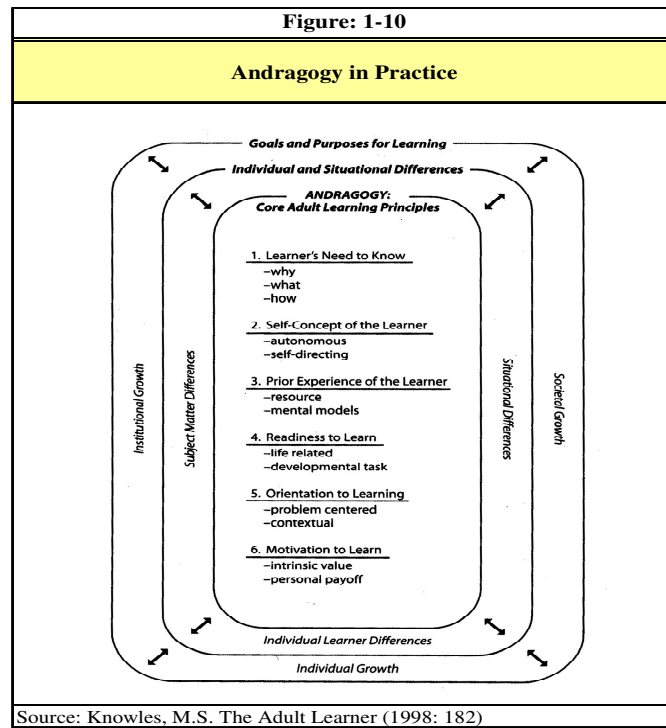 Figure: 1-10
Andragogy in Practice
Goals and Purposes for Learning
Individual and Situational Differences
ANDRAGOGY:
Core Adult Learning Principles
1. Learner's Need to Know
–why
–what
–how
2. Self-Concept of the Learner
–autonomous
–self-directing
3. Prior Experience of the Learner
–resource
–mental models
4. Readiness to Learn
–life related
–developmental task
5. Orientation to Learning
–problem centered
–contextual
6. Motivation to Learn
–intrinsic value
–personal payoff
Institutional Growth
Subject Matter Differences
Situational Differences
Societal Growth
Individual Learner Differences
Individual Growth
Source: Knowles, M.S. The Adult Learner (1998: 182)